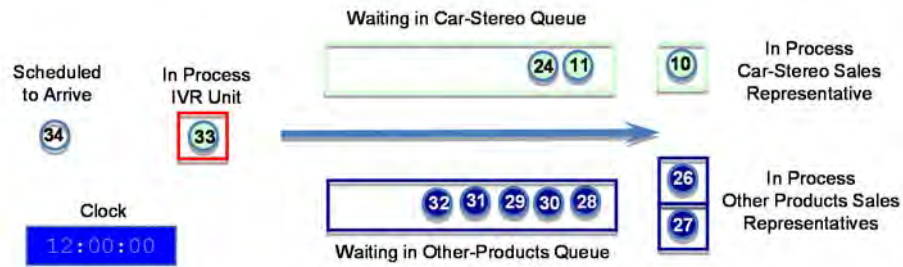 Waiting in Car-Stereo Queue
Scheduled
to Arrive
34
In Process
IVR Unit
33
24 11
10
In Process
Car-Stereo Sales
Representative
Clock
12:00:00
32 31 29 30 28
Waiting in Other-Products Queue
26
27
In Process
Other Products Sales
Representatives